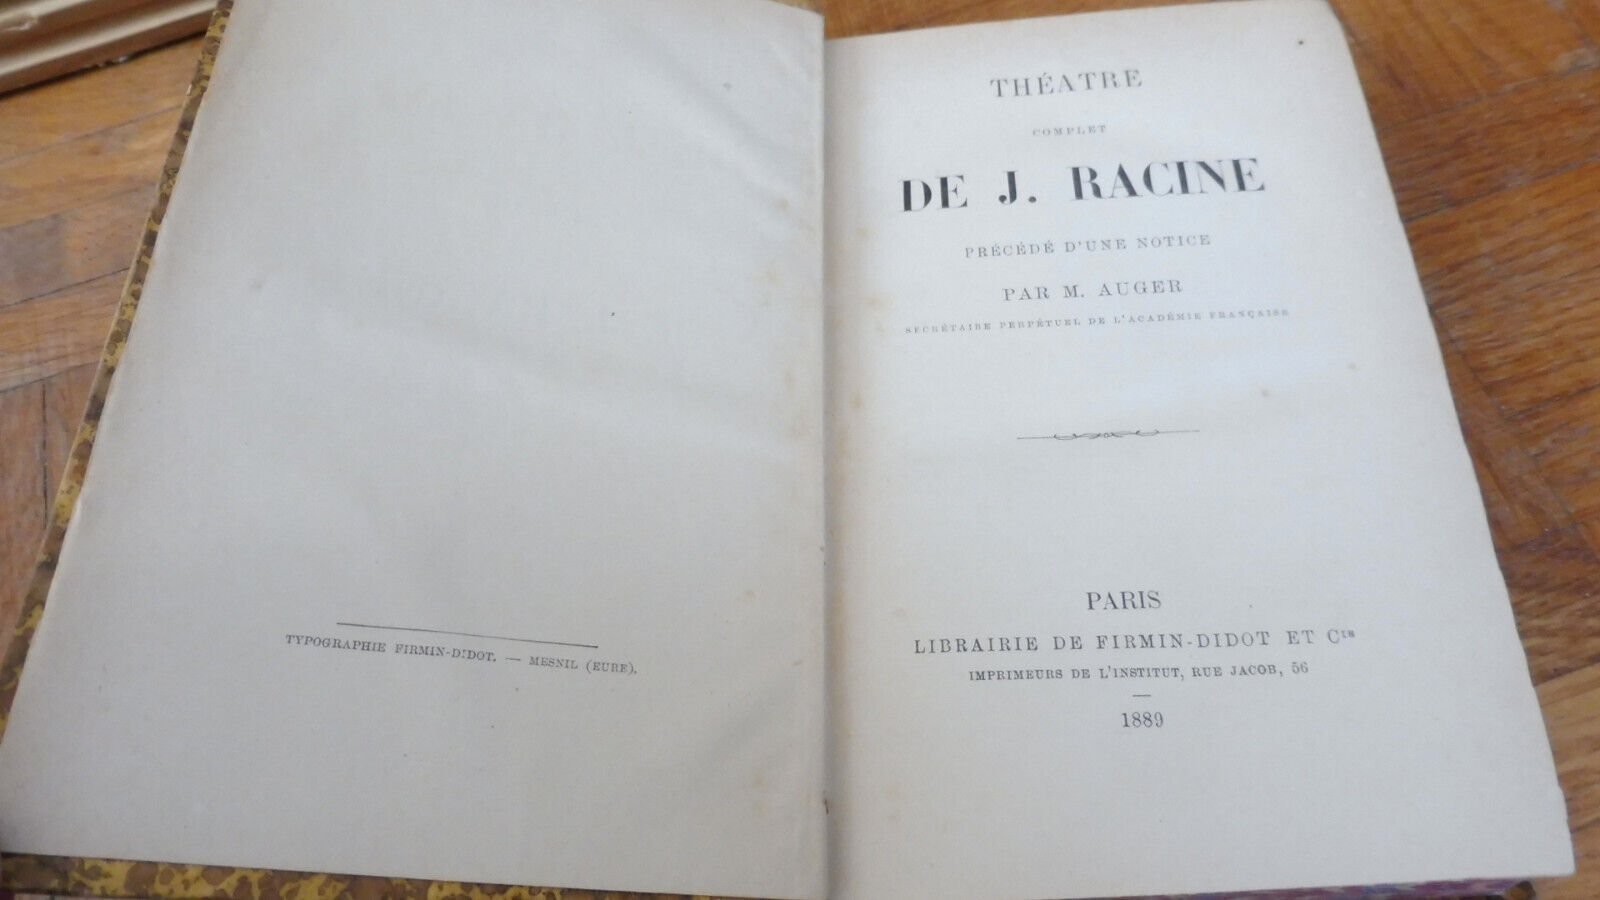 TYPOGRAPHIE FIRMIN-DIDOT. — MESNIL (EURE).
THÉATRE
COMPLET
DE J. RACINE
PRÉCÉDÉ D'UNE NOTICE
PAR M. AUGER
SECRÉTAIRE PERPÉTUEL DE L'ACADÉMIE FRANÇAISE
PARIS
LIBRAIRIE DE FIRMIN-DIDOT ET Cie
IMPRIMEURS DE L'INSTITUT, RUE JACOB, 56
1889